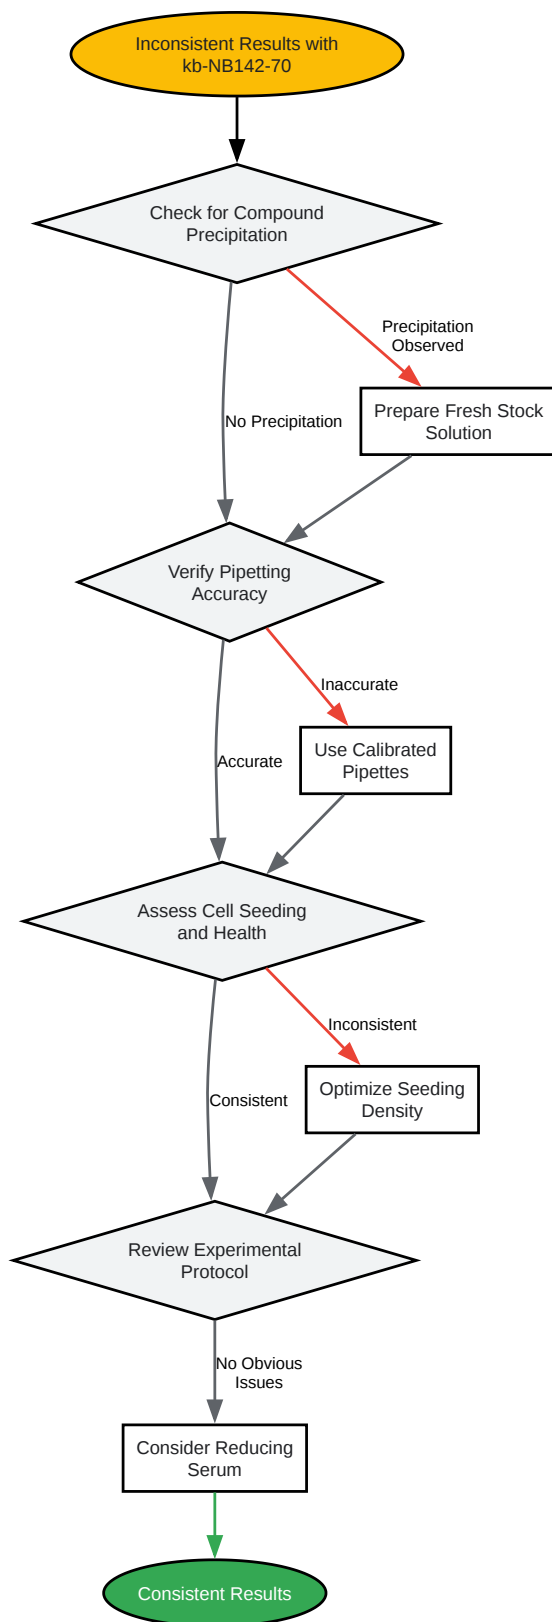 Inconsistent Results with
kb-NB142-70
Check for Compound
Precipitation
Precipitation
Observed
No Precipitation
Prepare Fresh Stock
Solution
Verify Pipetting
Accuracy
Inaccurate
Accurate
Use Calibrated
Pipettes
Assess Cell Seeding
and Health
Inconsistent
Consistent
Optimize Seeding
Density
Review Experimental
Protocol
No Obvious
Issues
Consider Reducing
Serum
Consistent Results